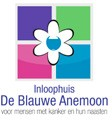 Inloophuis
De Blauwe Anemoon
voor mensen met kanker en hun naasten